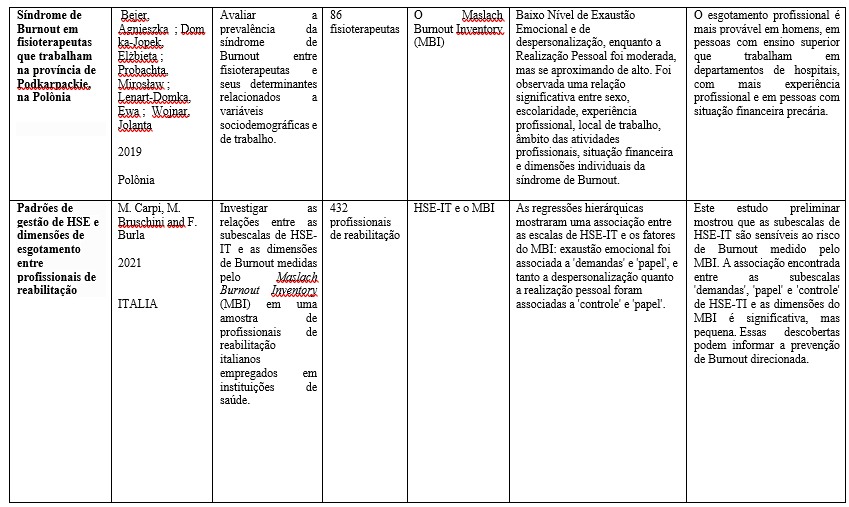 Síndrome de
Burnout em
fisioterapeutas
que trabalham
na província de
Podkarpackie,
na Polônia
Bejer,
Agnieszka ; Dom
ka-Jopek,
Elżbieta ;
Probachta,
Mirosław ;
Lenart-Domka,
Ewa ; Wojnar,
Jolanta
2019
Polônia
Avaliar a
prevalência da
síndrome de
Burnout entre
fisioterapeutas e
seus determinantes
relacionados a
variáveis
sociodemográficas e
de trabalho.
86
fisioterapeutas
O Maslach
Burnout Inventory
(MBI)
Baixo Nível de Exaustão
Emocional e de
despersonalização, enquanto a
Realização Pessoal foi moderada,
mas se aproximando de alto. Foi
observada uma relação
significativa entre sexo,
escolaridade, experiência
profissional, local de trabalho,
âmbito das atividades
profissionais, situação financeira
e dimensões individuais da
síndrome de Burnout.
O esgotamento profissional é
mais provável em homens, em
pessoas com ensino superior
que trabalham em
departamentos de hospitais,
com mais experiência
profissional e em pessoas com
situação financeira precária.
Padrões de
gestão de HSE e
dimensões de
esgotamento
entre
profissionais de
reabilitação
M. Carpi, M.
Bruschini and F.
Burla
2021
ITALIA
Investigar as
relações entre as
subescalas de HSE-
IT e as dimensões
de Burnout medidas
pelo Maslach
Burnout Inventory
(MBI) em uma
amostra de
profissionais de
reabilitação
italianos
empregados em
instituições de
saúde.
432
profissionais
de reabilitação
HSE-IT e o MBI
As regressões hierárquicas
mostraram uma associação entre
as escalas de HSE-IT e os fatores
do MBI: exaustão emocional foi
associada a 'demandas' e 'papel', e
tanto a despersonalização quanto
a realização pessoal foram
associadas a 'controle' e 'papel'.
Este estudo preliminar
mostrou que as subescalas de
HSE-IT são sensíveis ao risco
de Burnout medido pelo
MBI. A associação encontrada
entre as subescalas
'demandas', 'papel' e 'controle'
de HSE-TI e as dimensões do
MBI é significativa, mas
pequena. Essas descobertas
podem informar a prevenção
de Burnout direcionada.